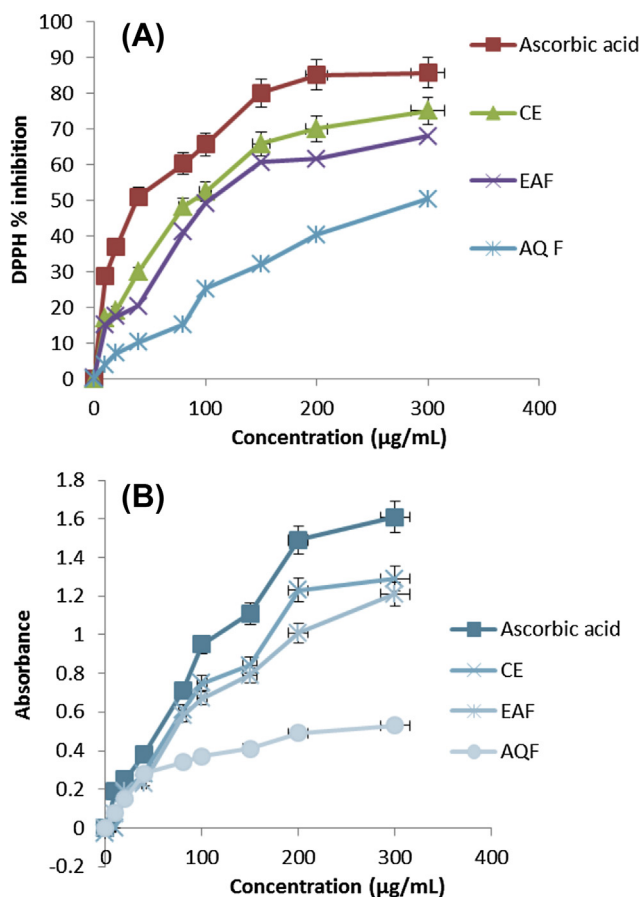 (A)
100
90
80
70
60
50
40
30
20
10
0
DPPH % inhibition
0 100 200 300 400
Concentration (µg/mL)
Ascorbic acid
CE
EAF
AQ F
(B)
1.8
1.6
1.4
1.2
1
0.8
0.6
0.4
0.2
0
-0.2
Absorbance
0 100 200 300 400
Concentration (µg/mL)
Ascorbic acid
CE
EAF
AQF